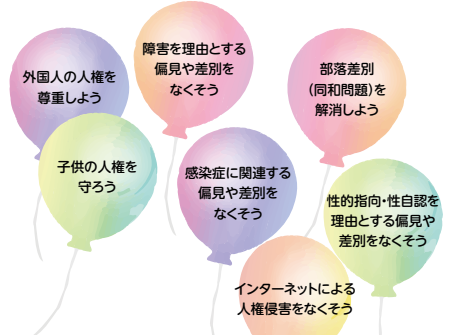 外国人の人権を
尊重しよう
障害を理由とする
偏見や差別を
なくそう
部落差別
（同和問題）を
解消しよう
子供の人権を
守ろう
感染症に関連する
偏見や差別を
なくそう
性的指向・性自認を
理由とする偏見や
差別をなくそう
インターネットによる
人権侵害をなくそう